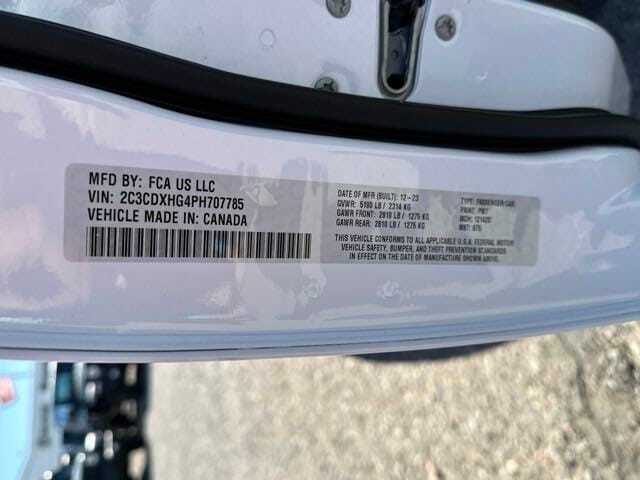 MFD BY: FCA US LLC
VIN: 2C3CDXHG4PH707785
VEHICLE MADE IN: CANADA
DATE OF MFR (BUILT): 12-23
GVWR: 5100 LB / 2314 KG
GAWR FRONT: 2810 LB / 1275 KG
GAWR REAR: 2810 LB / 1275 KG
TYPE: PASSENGER CAR
PAINT: PW7
THIS VEHICLE CONFORMS TO ALL APPLICABLE U.S.A. FEDERAL MOTOR
VEHICLE SAFETY, BUMPER, AND THEFT PREVENTION STANDARDS
IN EFFECT ON THE DATE OF MANUFACTURE SHOWN ABOVE.